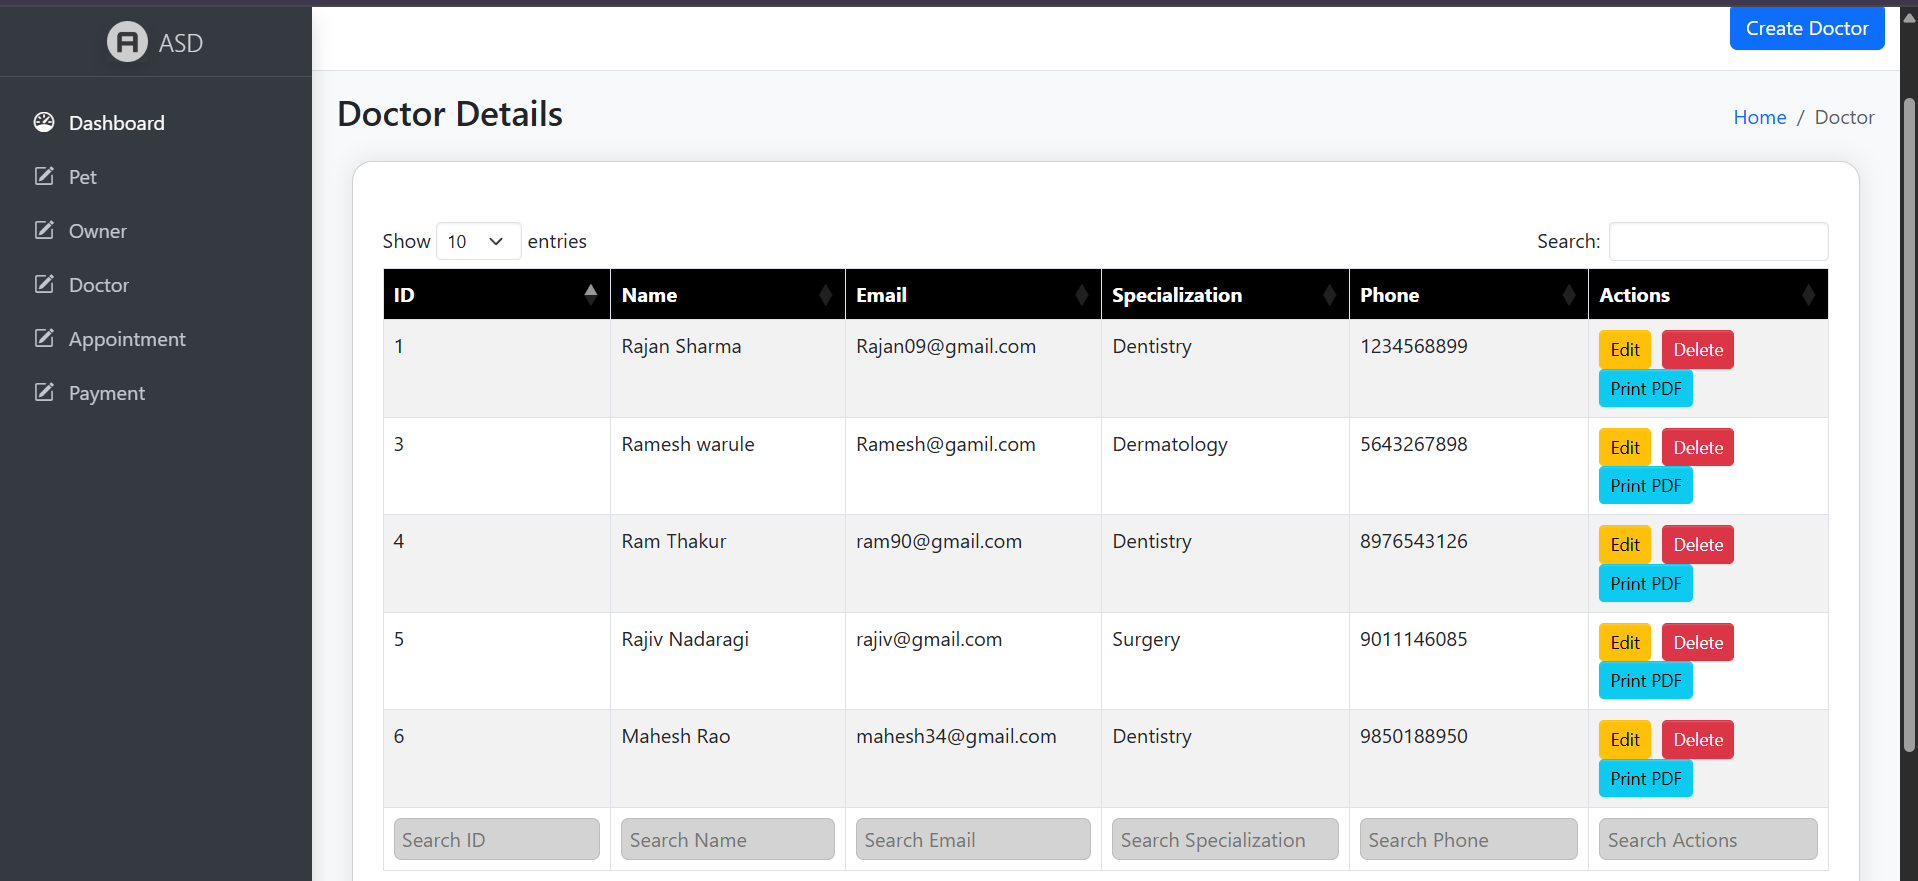 ASD
Create Doctor
Dashboard
Pet
Owner
Doctor
Appointment
Payment
Doctor Details
Home / Doctor
Show 10 entries
Search:
ID Name Email Specialization Phone Actions
1 Rajan Sharma Rajan09@gmail.com Dentistry 1234568899 Edit Delete
Print PDF
3 Ramesh warule Ramesh@gamil.com Dermatology 5643267898 Edit Delete
Print PDF
4 Ram Thakur ram90@gmail.com Dentistry 8976543126 Edit Delete
Print PDF
5 Rajiv Nadaragi rajiv@gmail.com Surgery 9011146085 Edit Delete
Print PDF
6 Mahesh Rao mahesh34@gmail.com Dentistry 9850188950 Edit Delete
Print PDF
Search ID Search Name Search Email Search Specialization Search Phone Search Actions